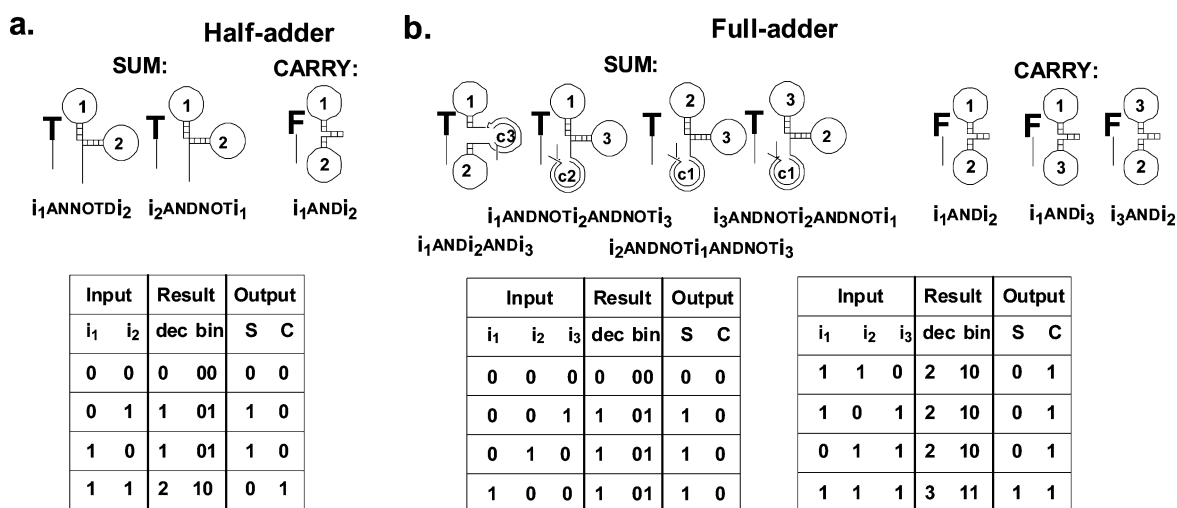 a.
Half-adder
SUM:
CARRY:
T 1 2
T 1 2
F 1 2
i1ANNOTDi2 i2ANDNOTi1 i1ANDi2
Input Result Output
i1 i2 dec bin S C
0 0 0 00 0 0
0 1 1 01 1 0
1 0 1 01 1 0
1 1 2 10 0 1
b.
Full-adder
SUM:
CARRY:
T 1 c3 2
T 1 3 c2
T 2 3 c1
T 3 2 c1
F 1 2
F 1 3
F 3 2
i1ANDNOTi2ANDNOTi3 i3ANDNOTi2ANDNOTi1
i1ANDi2ANDi3 i2ANDNOTi1ANDNOTi3
i1ANDi2 i1ANDi3 i3ANDi2
Input Result Output
i1 i2 i3 dec bin S C
0 0 0 0 00 0 0
0 0 1 1 01 1 0
0 1 0 1 01 1 0
1 0 0 1 01 1 0
Input Result Output
i1 i2 i3 dec bin S C
1 1 0 2 10 0 1
1 0 1 2 10 0 1
0 1 1 2 10 0 1
1 1 1 3 11 1 1